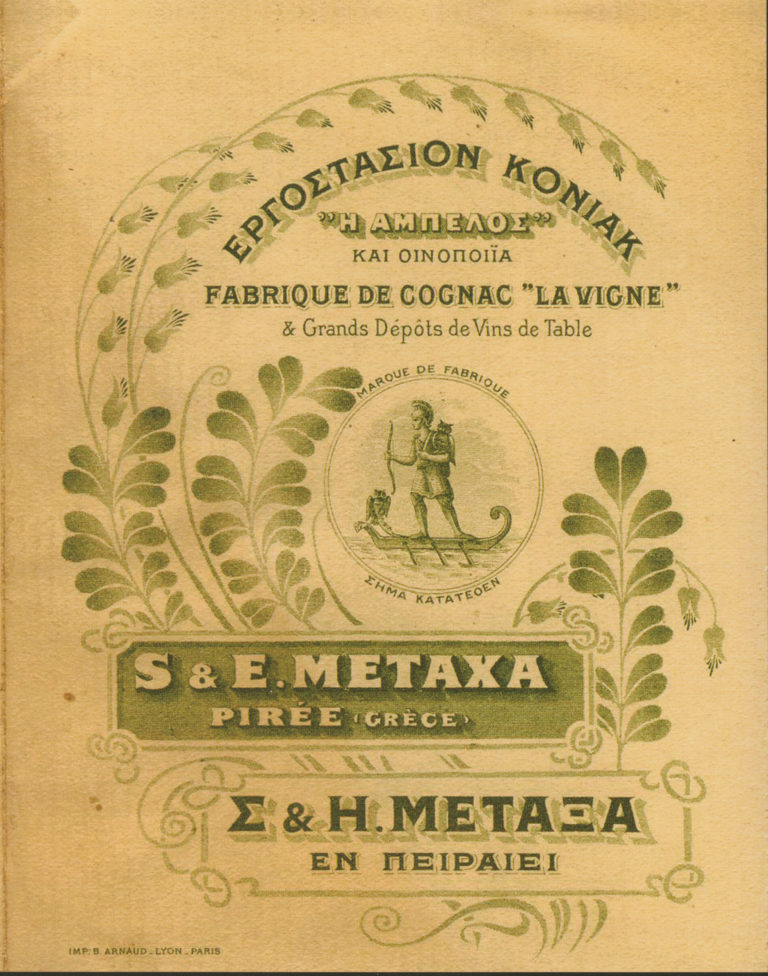 ΕΡΓΟΣΤΑΣΙΟΝ ΚΟΝΙΑΚ
"Η ΑΜΠΕΛΟΣ"
ΚΑΙ ΟΙΝΟΠΟΙΪΑ
FABRIQUE DE COGNAC "LA VIGNE"
& Grands Dépôts de Vins de Table
MARQUE DE FABRIQUE
ΣΗΜΑ ΚΑΤΑΤΕΘΕΝ
S & E. METAXA
PIRÉE (GRÈCE)
Σ & Η. ΜΕΤΑΞΑ
ΕΝ ΠΕΙΡΑΙΕΙ
IMP. B. ARNAUD - LYON - PARIS